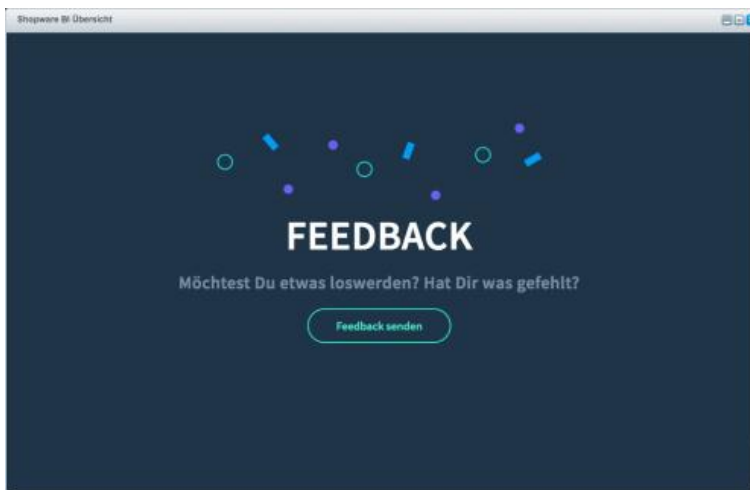 Shopware BI Übersicht
FEEDBACK
Möchtest Du etwas loswerden? Hat Dir was gefehlt?
Feedback senden